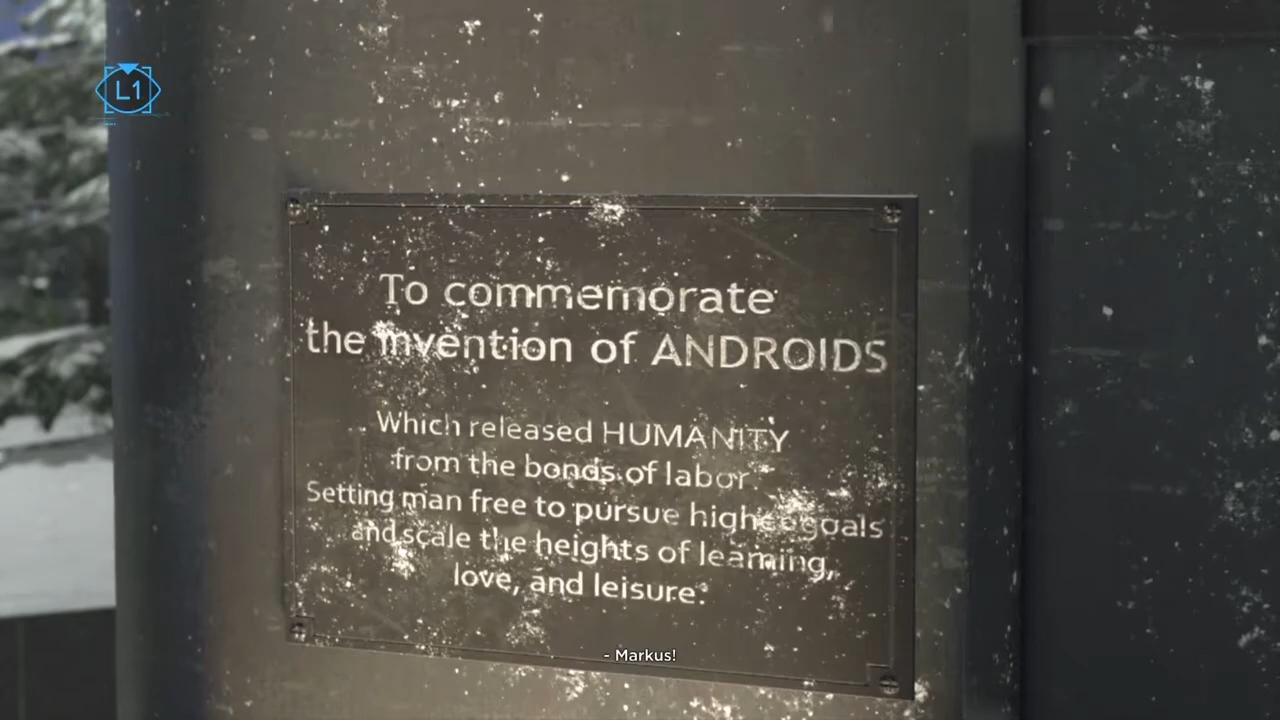 L1
To commemorate
the invention of ANDROIDS
Which released HUMANITY
from the bonds of labor
Setting man free to pursue higher goals
and scale the heights of learning,
love, and leisure.
- Markus!